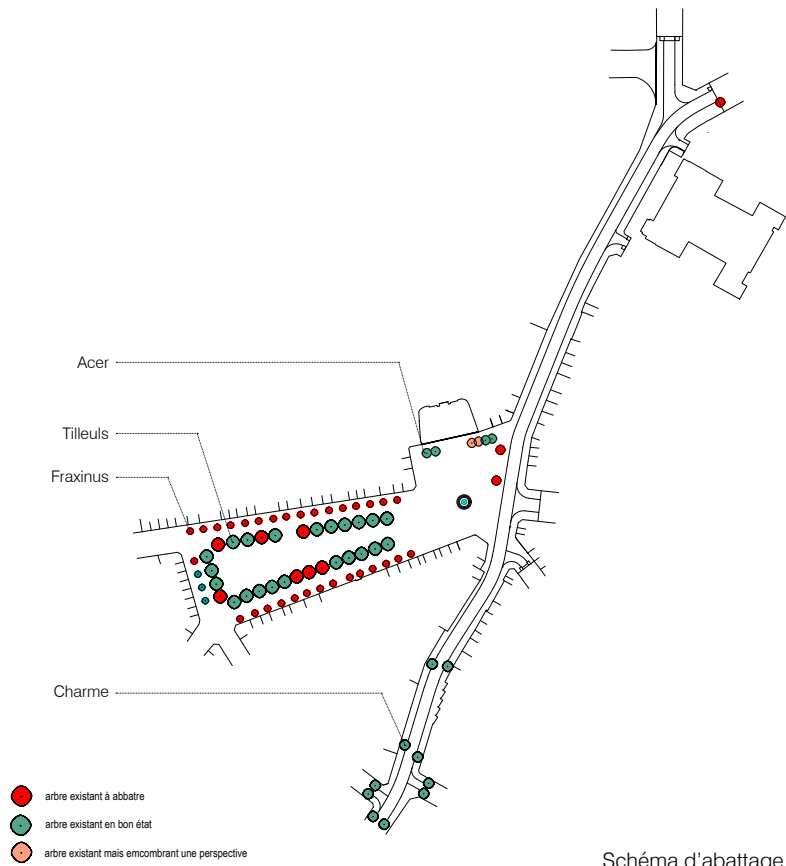 Acer
Tilleuls
Fraxinus
Charme
arbre existant à abbatre
arbre existant en bon état
arbre existant mais emcombrant une perspective
Schéma d'abattage